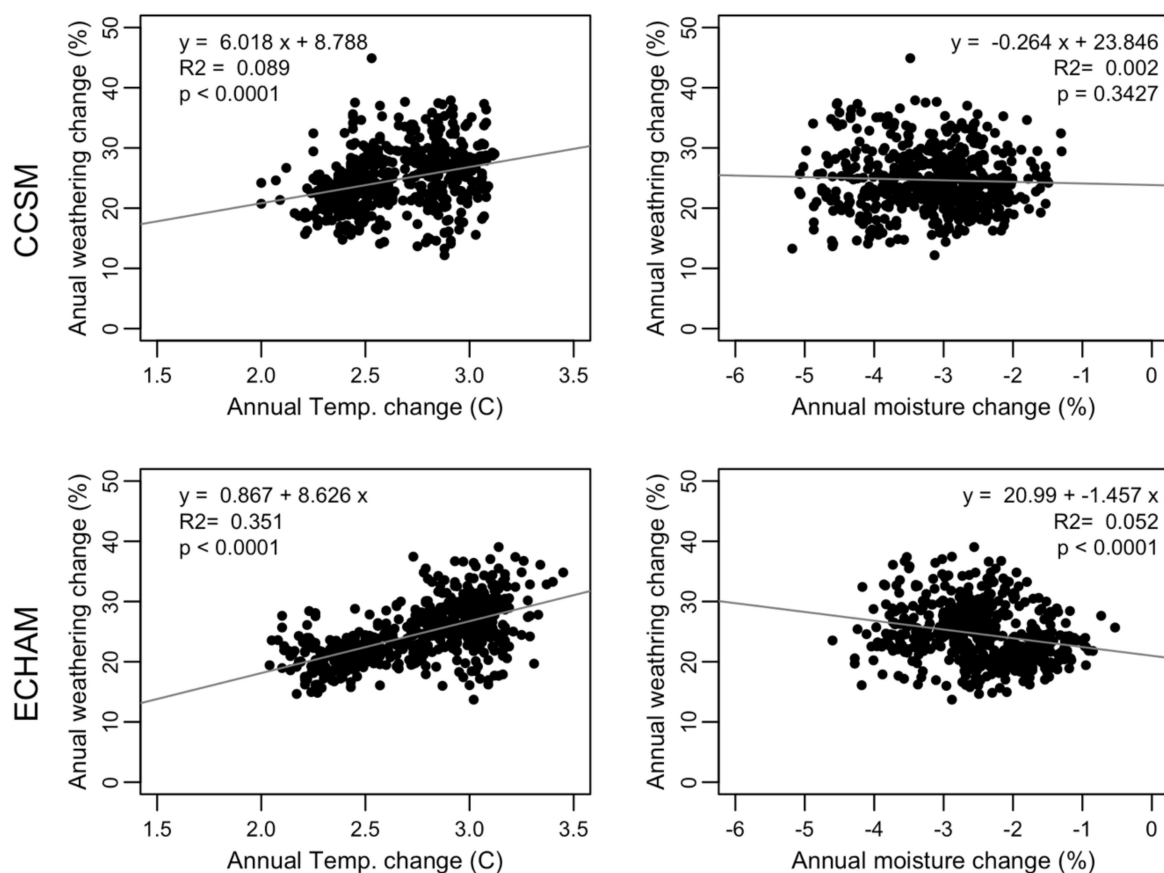 CCSM
Anual weathering change (%)
50
40
30
20
10
0
y = 6.018 x + 8.788
R2 = 0.089
p < 0.0001
1.5 2.0 2.5 3.0 3.5
Annual Temp. change (C)
Annual weathring change (%)
50
40
30
20
10
0
y = -0.264 x + 23.846
R2= 0.002
p = 0.3427
-6 -5 -4 -3 -2 -1 0
Annual moisture change (%)
ECHAM
Anual weathering change (%)
50
40
30
20
10
0
y = 0.867 + 8.626 x
R2= 0.351
p < 0.0001
1.5 2.0 2.5 3.0 3.5
Annual Temp. change (C)
Annual weathring change (%)
50
40
30
20
10
0
y = 20.99 + -1.457 x
R2= 0.052
p < 0.0001
-6 -5 -4 -3 -2 -1 0
Annual moisture change (%)